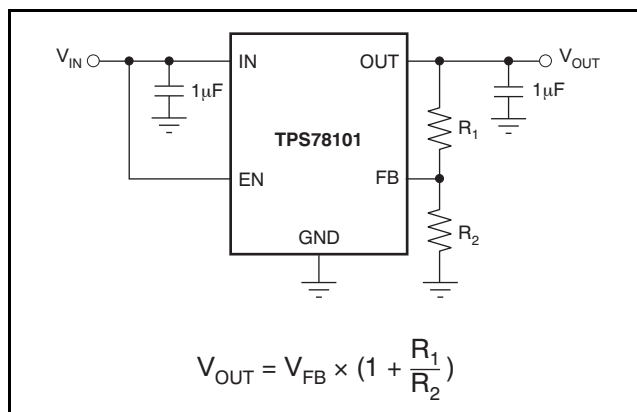 V_IN
IN
OUT
V_OUT
1μF
1μF
R_1
TPS78101
EN
FB
R_2
GND
V_OUT = V_FB × (1 + R_1/R_2)